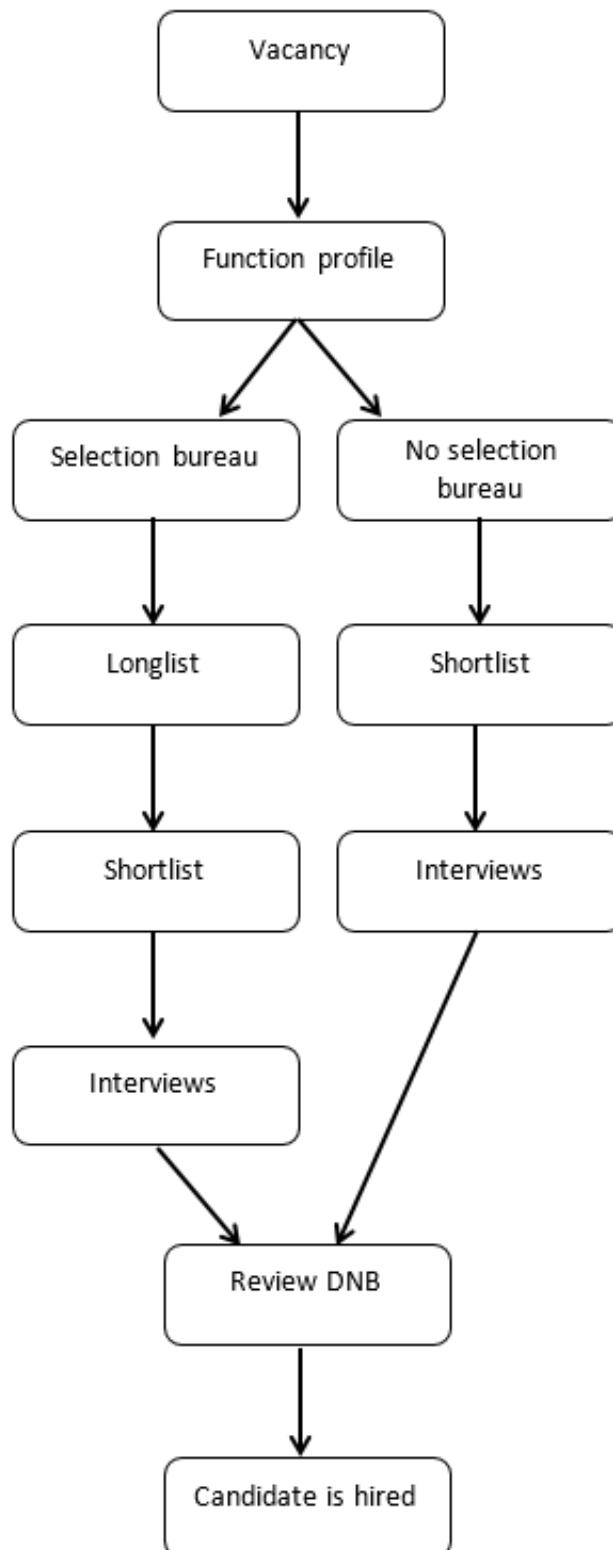 Vacancy
Function profile
Selection bureau
No selection
bureau
Longlist
Shortlist
Shortlist
Interviews
Interviews
Review DNB
Candidate is hired